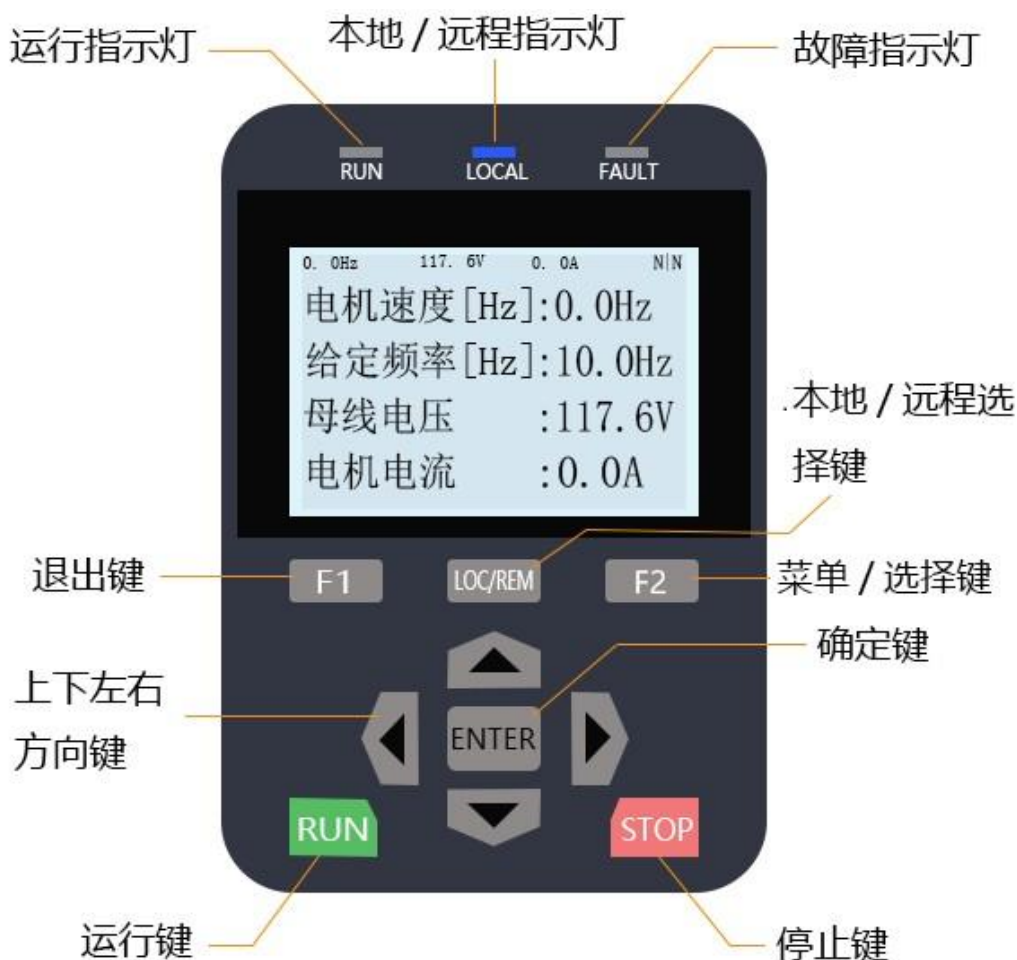 运行指示灯
本地 / 远程指示灯
故障指示灯
RUN
LOCAL
FAULT
0. 0Hz 117. 6V 0. 0A N|N
电机速度[Hz]:0.0Hz
给定频率[Hz]:10.0Hz
母线电压 :117.6V
电机电流 :0.0A
本地 / 远程选
择键
退出键
F1
LOC/REM
F2
菜单 / 选择键
确定键
上下左右
方向键
ENTER
RUN
STOP
运行键
停止键